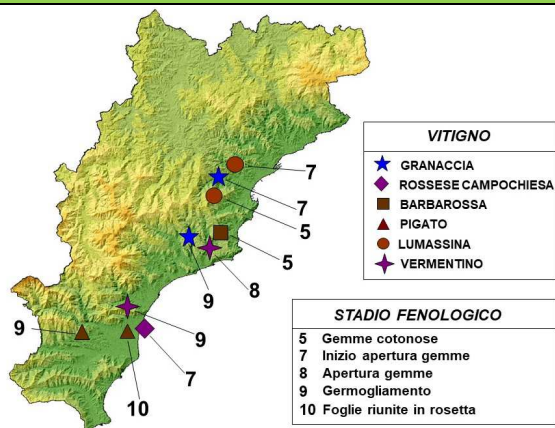 7
7
5
5
9
8
9
9
7
10
VITIGNO
GRANACCIA
ROSSESE CAMPOCHIESA
BARBAROSSA
PIGATO
LUMASSINA
VERMENTINO
STADIO FENOLOGICO
5 Gemme cotonose
7 Inizio apertura gemme
8 Apertura gemme
9 Germogliamento
10 Foglie riunite in rosetta